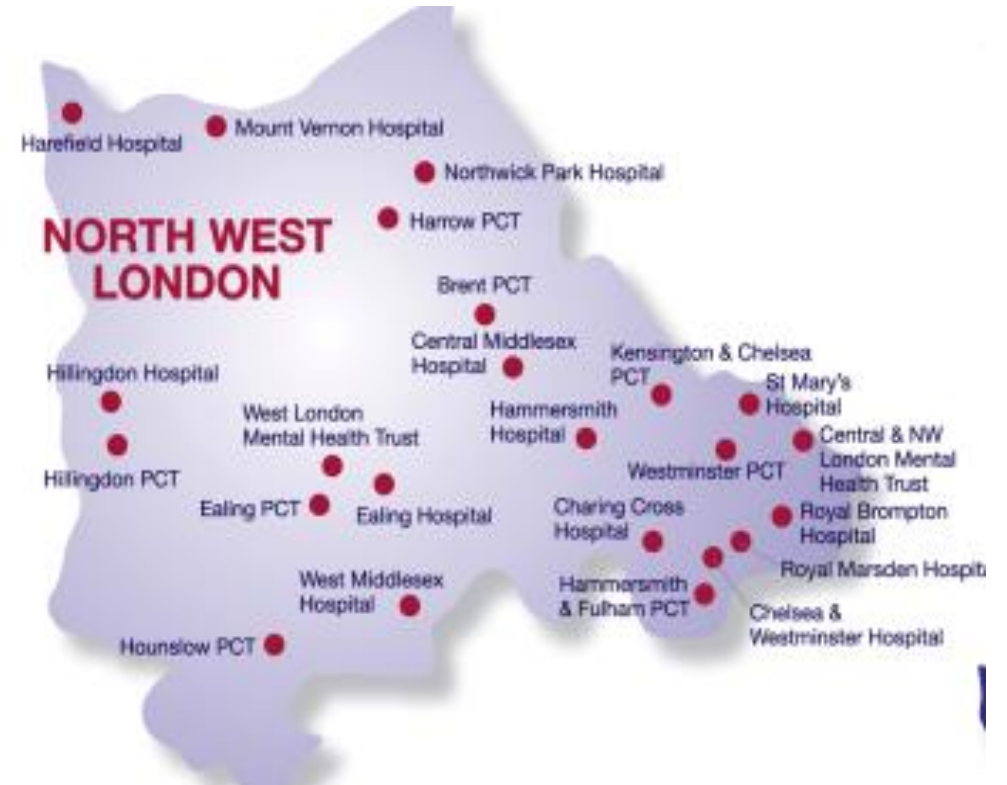 Harefield Hospital
Mount Vernon Hospital
Northwick Park Hospital
Harrow PCT
NORTH WEST
LONDON
Brent PCT
Central Middlesex
Hospital
Kensington & Chelsea
PCT
St Mary's
Hospital
Hillingdon Hospital
West London
Mental Health Trust
Hammersmith
Hospital
Central & NW
London Mental
Health Trust
Westminster PCT
Hillingdon PCT
Ealing PCT
Ealing Hospital
Charing Cross
Hospital
Royal Brompton
Hospital
Royal Marsden Hospita
West Middlesex
Hospital
Hammersmith
& Fulham PCT
Chelsea &
Westminster Hospital
Hounslow PCT